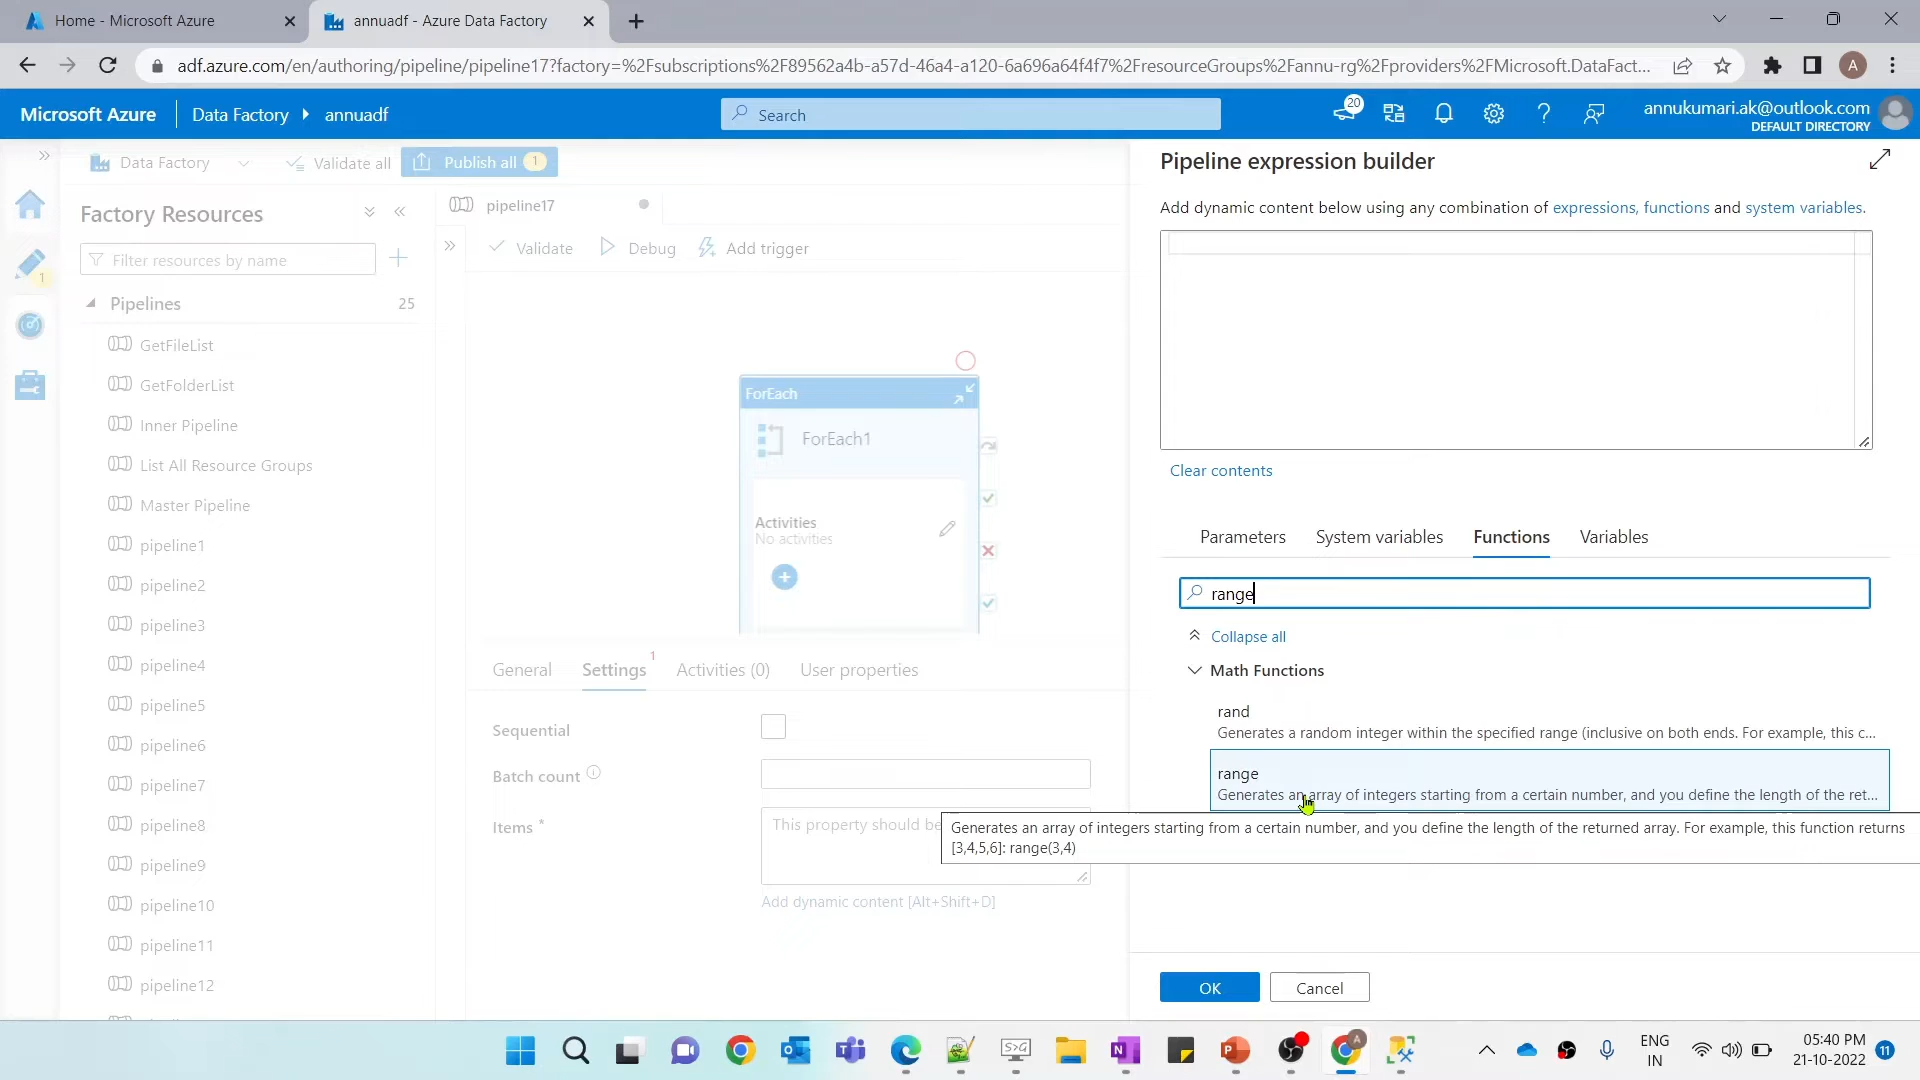 Home - Microsoft Azure
annuadf - Azure Data Factory
adf.azure.com/en/authoring/pipeline/pipeline17?factory=%2Fsubscriptions%2F89562a4b-a57d-46a4-a120-6a696a64f4f7%2FresourceGroups%2Fannu-rg%2Fproviders%2FMicrosoft.DataFact...
A
Microsoft Azure
Data Factory
annuadf
Search
20
annukumari.ak@outlook.com
DEFAULT DIRECTORY
Data Factory
Validate all
Publish all 1
Factory Resources
Filter resources by name
1
Pipelines 25
GetFileList
GetFolderList
Inner Pipeline
List All Resource Groups
Master Pipeline
pipeline1
pipeline2
pipeline3
pipeline4
pipeline5
pipeline6
pipeline7
pipeline8
pipeline9
pipeline10
pipeline11
pipeline12
pipeline17
Validate
Debug
Add trigger
ForEach
ForEach1
Activities
No activities
General
Settings 1
Activities (0)
User properties
Sequential
Batch count
Items *
This property should be
Add dynamic content [Alt+Shift+D]
Pipeline expression builder
Add dynamic content below using any combination of expressions, functions and system variables.
Clear contents
Parameters
System variables
Functions
Variables
range
Collapse all
Math Functions
rand
Generates a random integer within the specified range (inclusive on both ends. For example, this c...
range
Generates an array of integers starting from a certain number, and you define the length of the ret...
Generates an array of integers starting from a certain number, and you define the length of the returned array. For example, this function returns
[3,4,5,6]: range(3,4)
OK
Cancel
ENG
IN
05:40 PM
21-10-2022
11